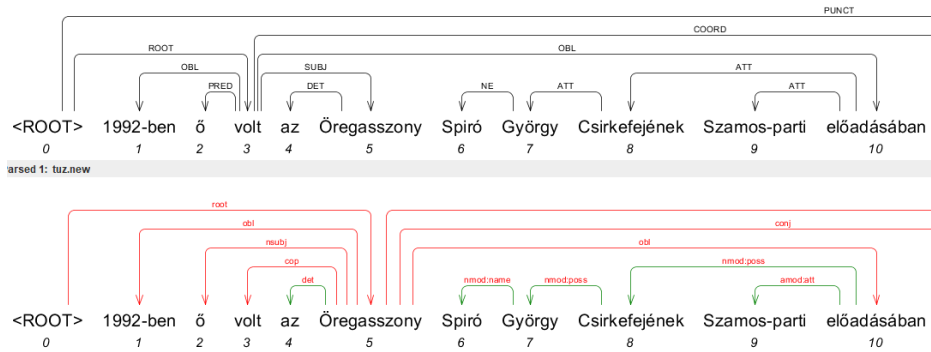 PUNCT
COORD
ROOT OBL
OBL SUBJ ATT
PRED DET NE ATT ATT
<ROOT> 1992-ben ő volt az Öregasszony Spiró György Csirkefejének Szamos-parti előadásában
0 1 2 3 4 5 6 7 8 9 10
arsed 1: tuz.new
root
obl conj
nsubj obl
cop nmod:poss
det nmod:name nmod:poss amod:att
<ROOT> 1992-ben ő volt az Öregasszony Spiró György Csirkefejének Szamos-parti előadásában
0 1 2 3 4 5 6 7 8 9 10